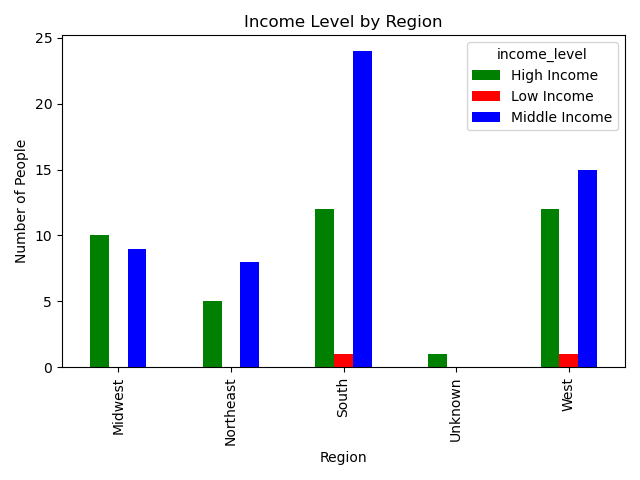 Income Level by Region
25
20
15
10
5
0
Number of People
income_level
High Income
Low Income
Middle Income
Midwest
Northeast
South
Unknown
West
Region